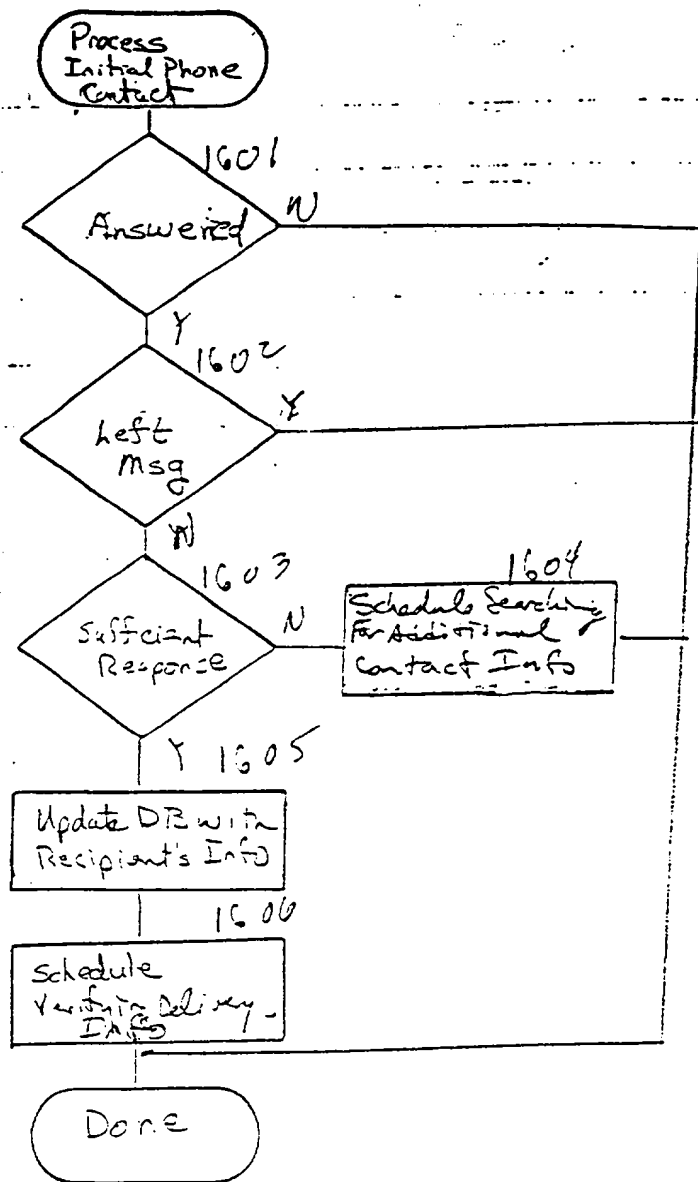 Process
Initial Phone
Contact
1601
Answered
N
Y
1602
Left
Msg
Y
N
1603
Sufficient
Response
N
1604
Schedule Searching
For Additional
Contact Info
Y
1605
Update DB with
Recipient's Info
1606
Schedule
Delivery
Info
Done